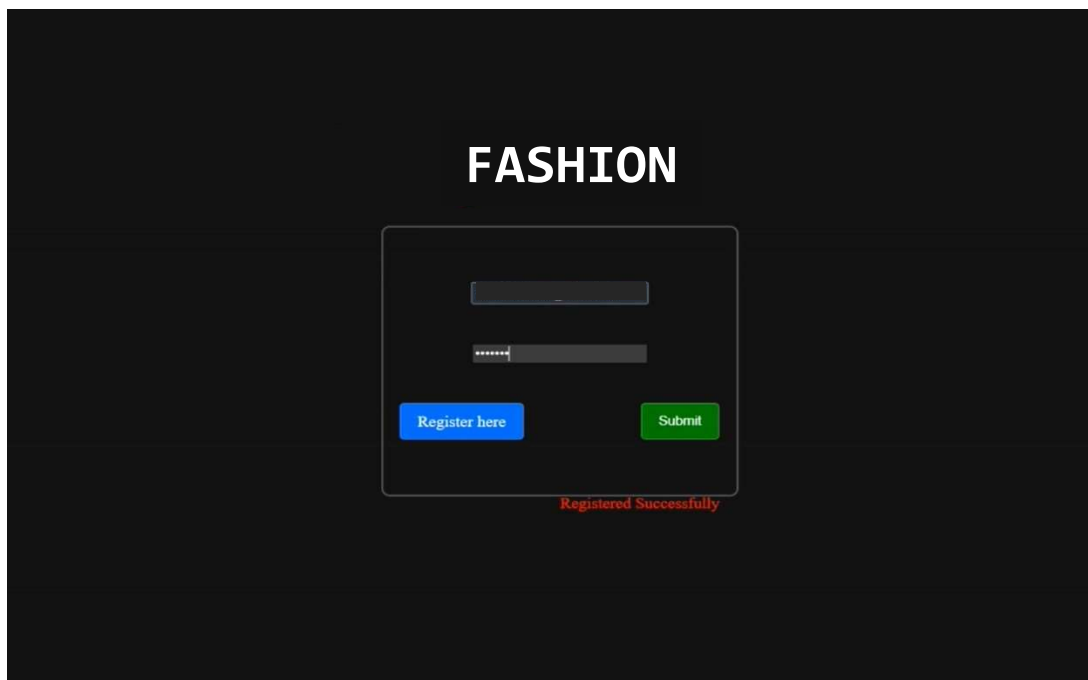 FASHION
•••••••
Register here
Submit
Registered Successfully